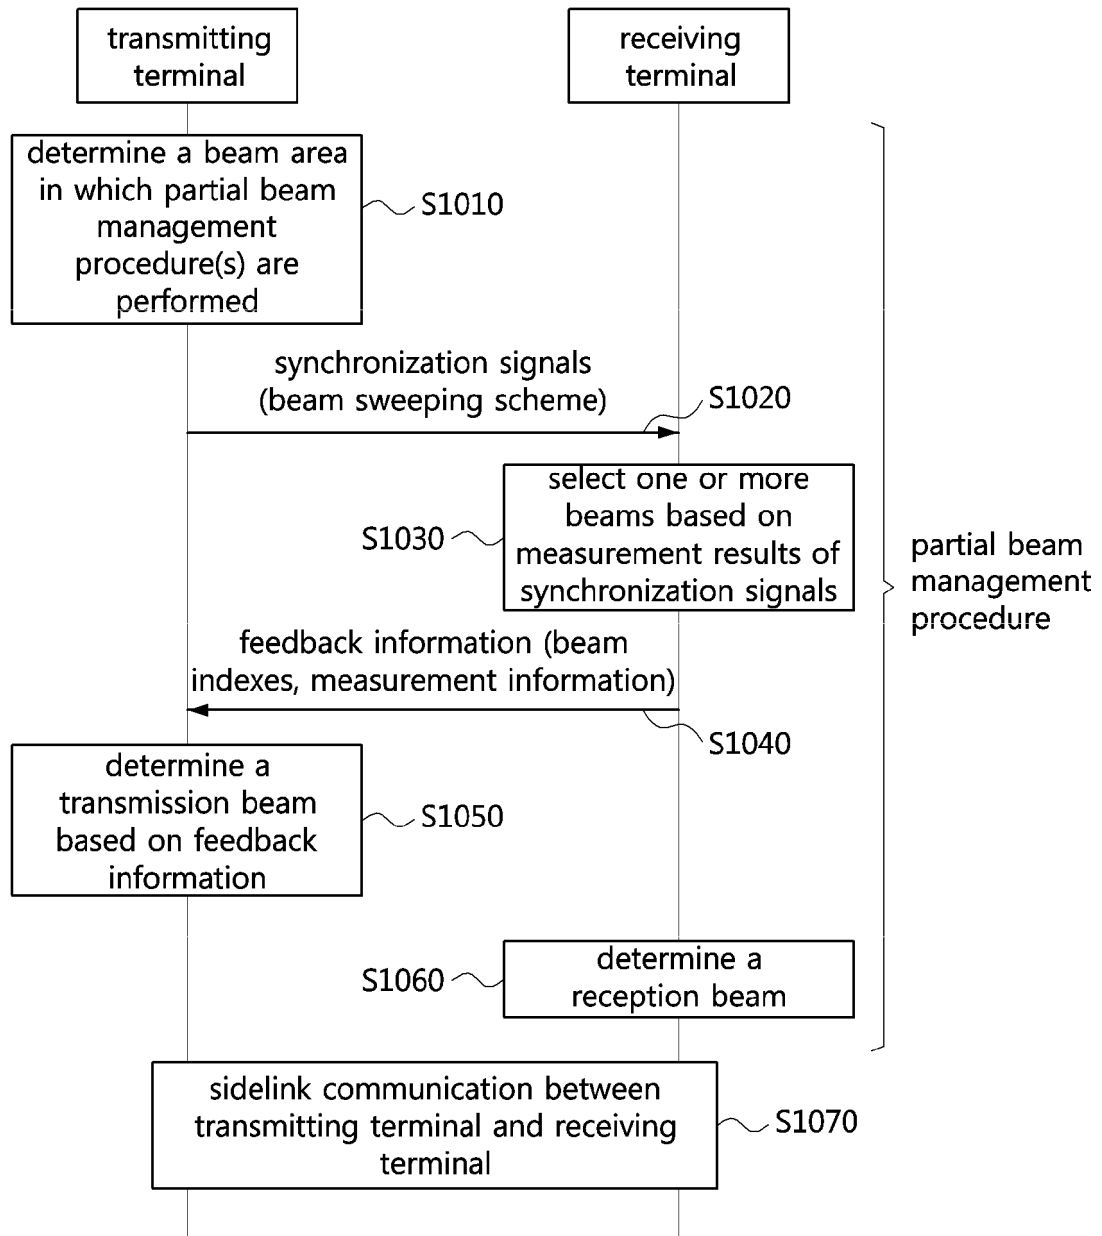 transmitting
terminal
receiving
terminal
determine a beam area
in which partial beam
management
procedure(s) are
performed
S1010
synchronization signals
(beam sweeping scheme)
S1020
select one or more
beams based on
measurement results of
synchronization signals
S1030
partial beam
management
procedure
feedback information (beam
indexes, measurement information)
S1040
determine a
transmission beam
based on feedback
information
S1050
determine a
reception beam
S1060
sidelink communication between
transmitting terminal and receiving
terminal
S1070